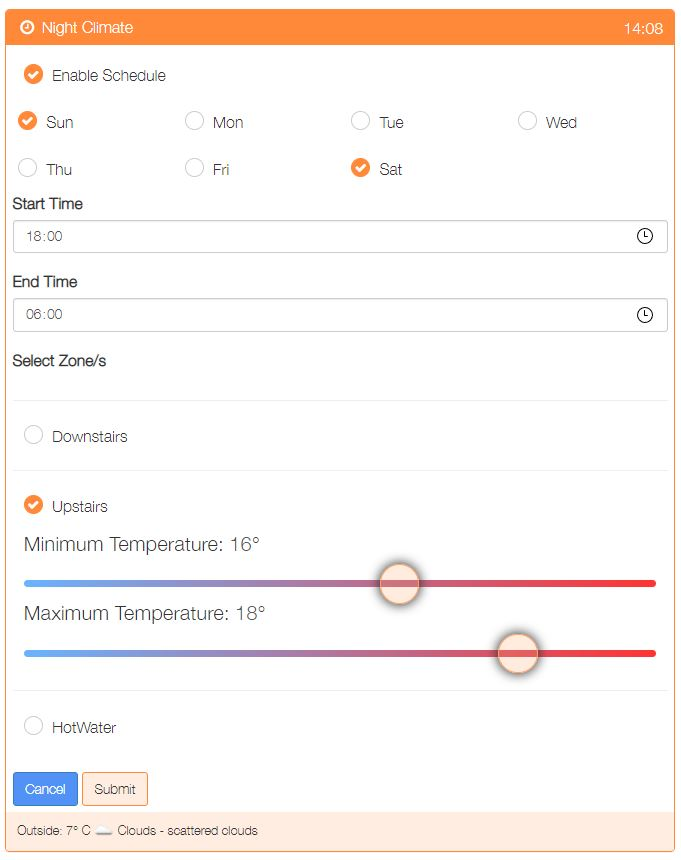 Night Climate 14:08
Enable Schedule
Sun Mon Tue Wed
Thu Fri Sat
Start Time
18:00
End Time
06:00
Select Zone/s
Downstairs
Upstairs
Minimum Temperature: 16°
Maximum Temperature: 18°
HotWater
Cancel Submit
Outside: 7° C Clouds - scattered clouds